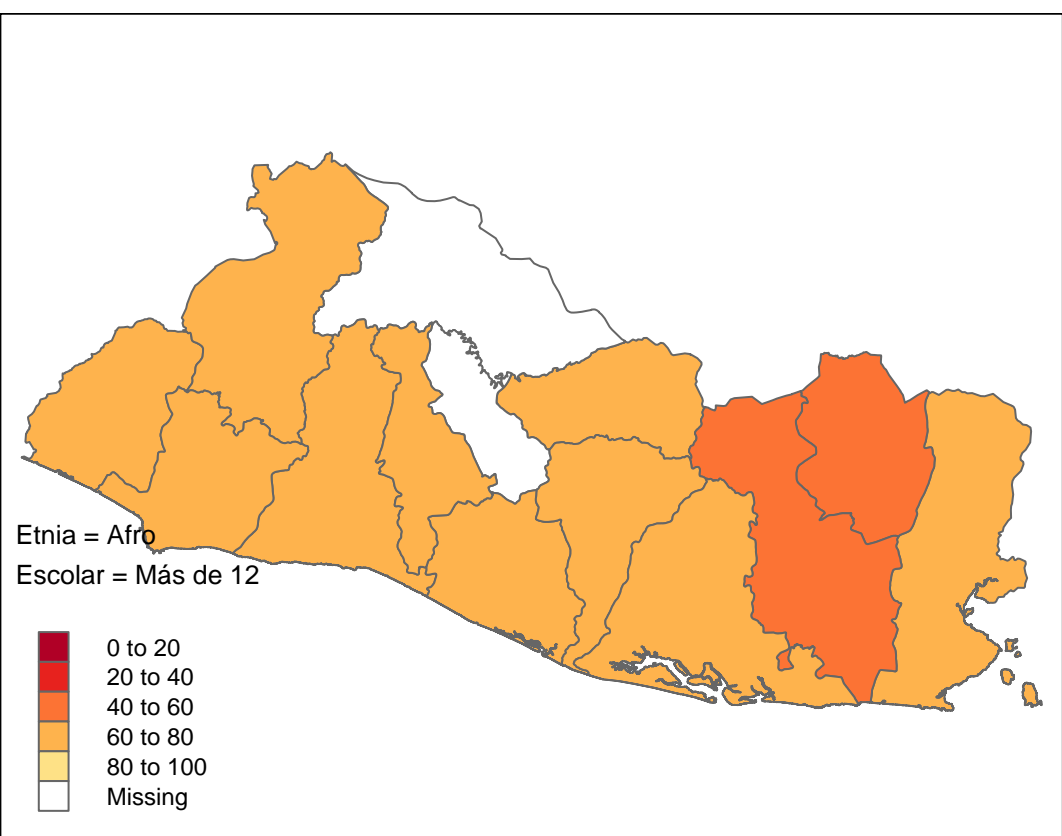 Etnia = Afro
Escolar = Más de 12
0 to 20
20 to 40
40 to 60
60 to 80
80 to 100
Missing